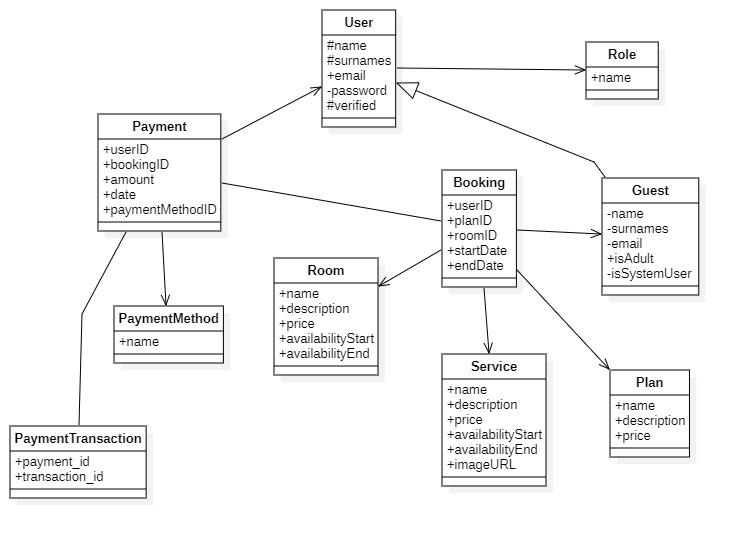 User
#name
#surnames
+email
-password
#verified
Role
+name
Payment
+userID
+bookingID
+amount
+date
+paymentMethodID
Booking
+userID
+planID
+roomID
+startDate
+endDate
Guest
-name
-surnames
-email
+isAdult
-isSystemUser
Room
+name
+description
+price
+availabilityStart
+availabilityEnd
PaymentMethod
+name
Service
+name
+description
+price
+availabilityStart
+availabilityEnd
+imageURL
Plan
+name
+description
+price
PaymentTransaction
+payment_id
+transaction_id